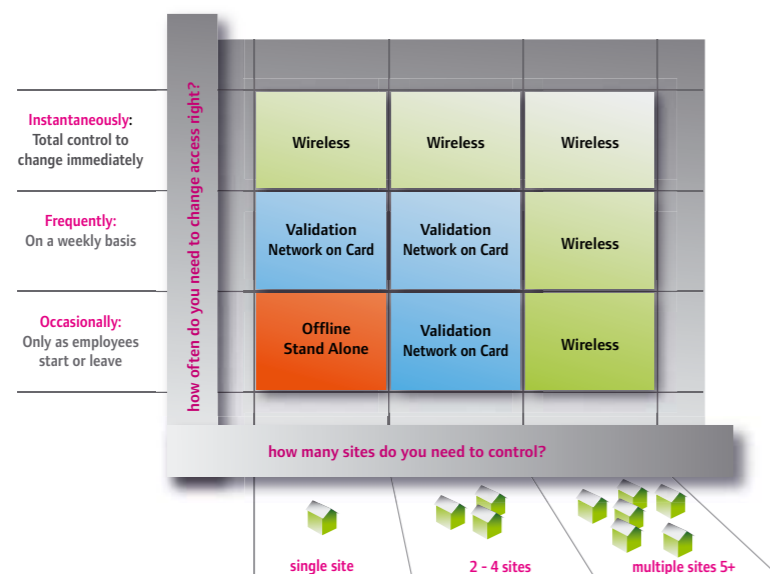 how often do you need to change access right?
Instantaneously:
Total control to
change immediately
Wireless
Wireless
Wireless
Frequently:
On a weekly basis
Validation
Network on Card
Validation
Network on Card
Wireless
Occasionally:
Only as employees
start or leave
Offline
Stand Alone
Validation
Network on Card
Wireless
how many sites do you need to control?
single site
2 - 4 sites
multiple sites 5+